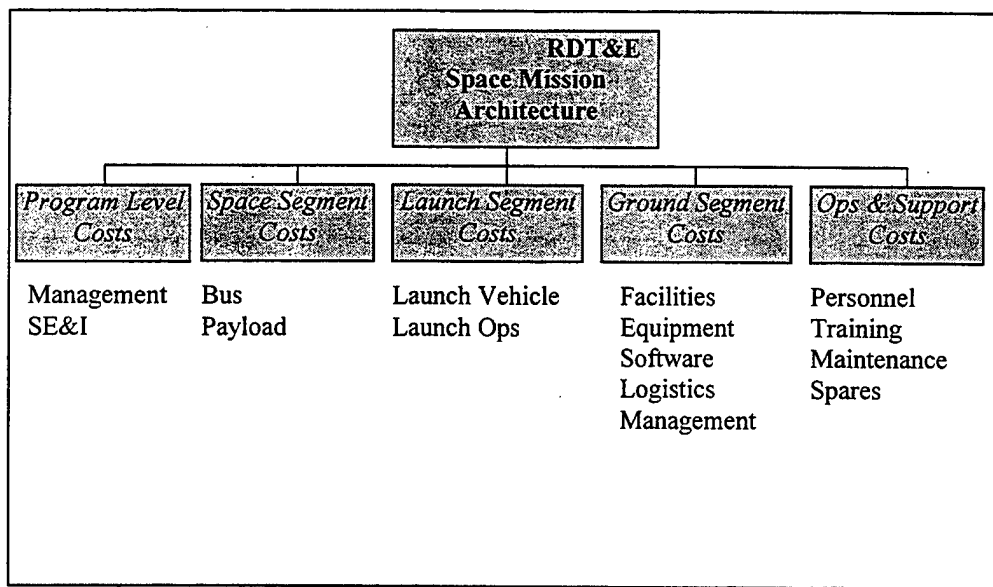 RDT&E
Space Mission
Architecture
Program Level
Costs
Space Segment
Costs
Launch Segment
Costs
Ground Segment
Costs
Ops & Support
Costs
Management
SE&I
Bus
Payload
Launch Vehicle
Launch Ops
Facilities
Equipment
Software
Logistics
Management
Personnel
Training
Maintenance
Spares